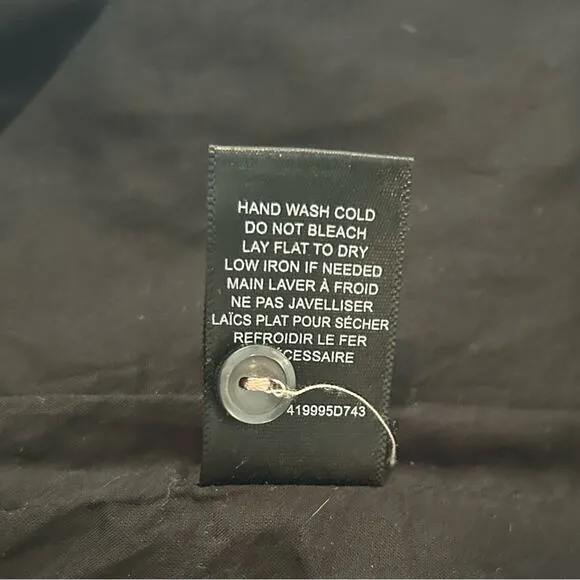 HAND WASH COLD
DO NOT BLEACH
LAY FLAT TO DRY
LOW IRON IF NEEDED
MAIN LAVER À FROID
NE PAS JAVELLISER
LAÏCS PLAT POUR SÉCHER
REFROIDIR LE FER
419995D743